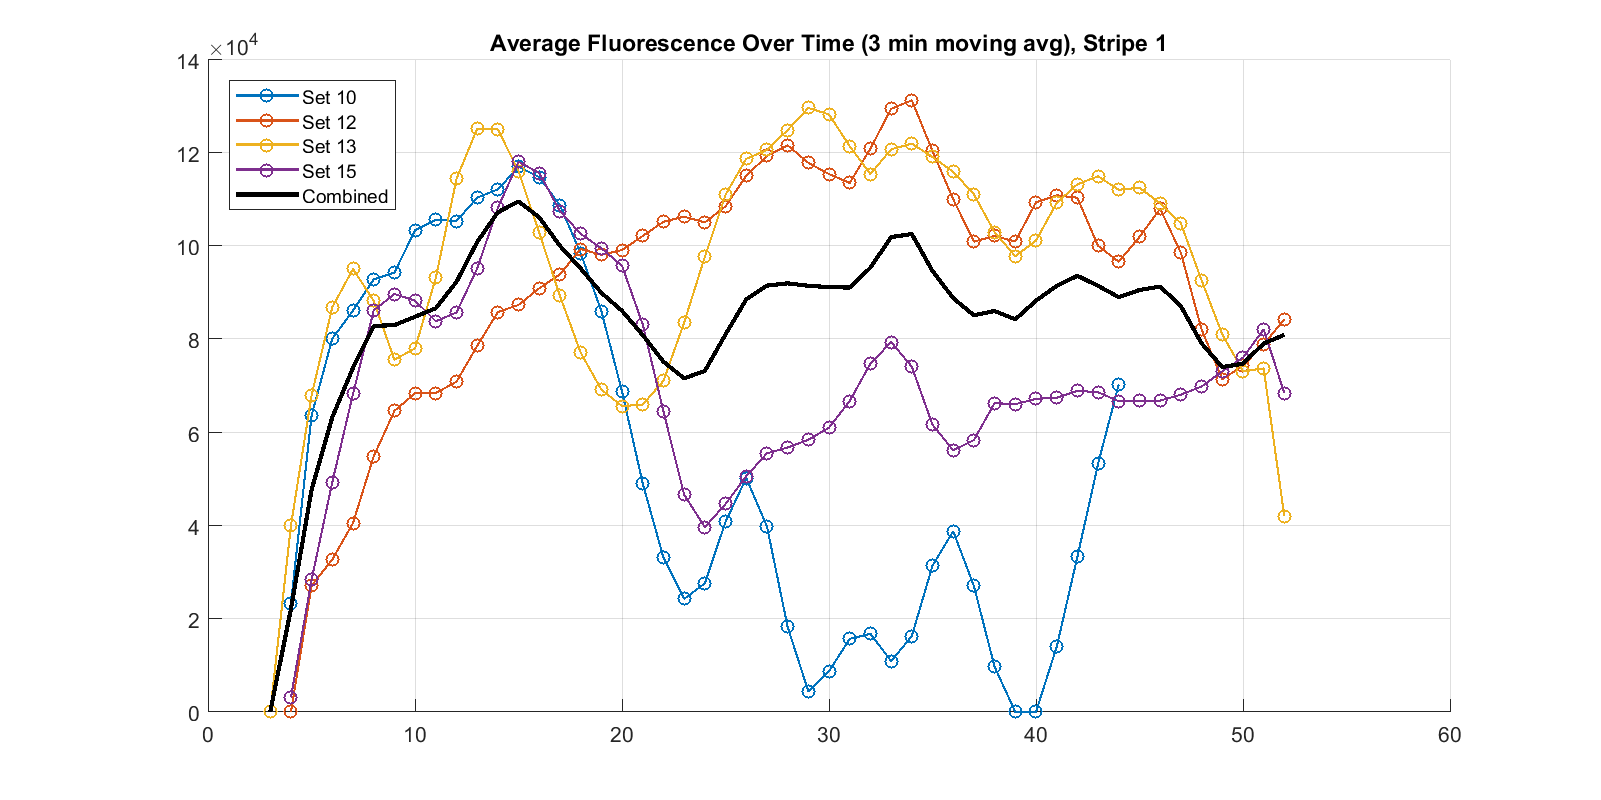 Average Fluorescence Over Time (3 min moving avg), Stripe 1
×10⁴
14
12
10
8
6
4
2
0
Set 10
Set 12
Set 13
Set 15
Combined
0 10 20 30 40 50 60